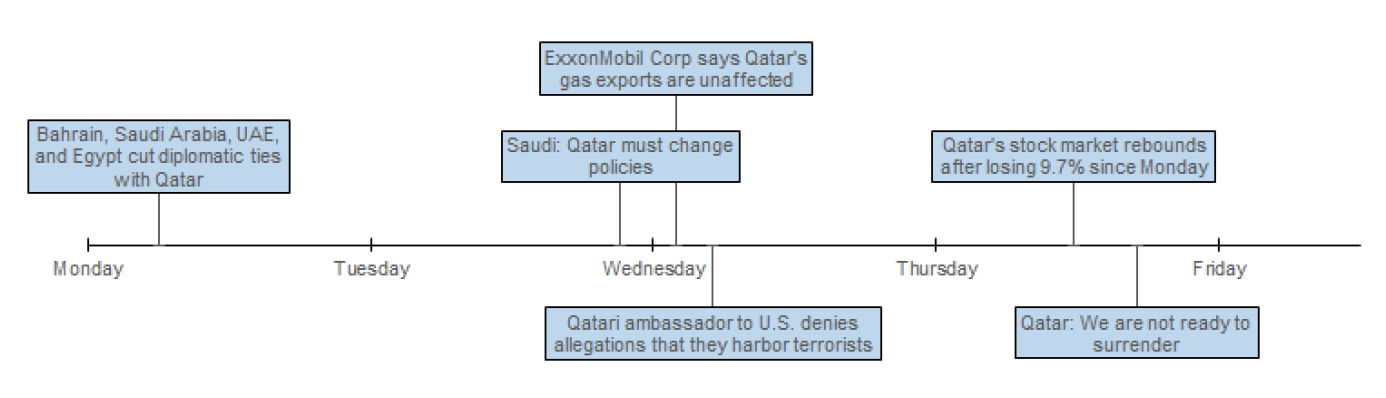 ExxonMobil Corp says Qatar's
gas exports are unaffected
Bahrain, Saudi Arabia, UAE,
and Egypt cut diplomatic ties
with Qatar
Saudi: Qatar must change
policies
Qatar's stock market rebounds
after losing 9.7% since Monday
Monday
Tuesday
Wednesday
Thursday
Friday
Qatari ambassador to U.S. denies
allegations that they harbor terrorists
Qatar: We are not ready to
surrender